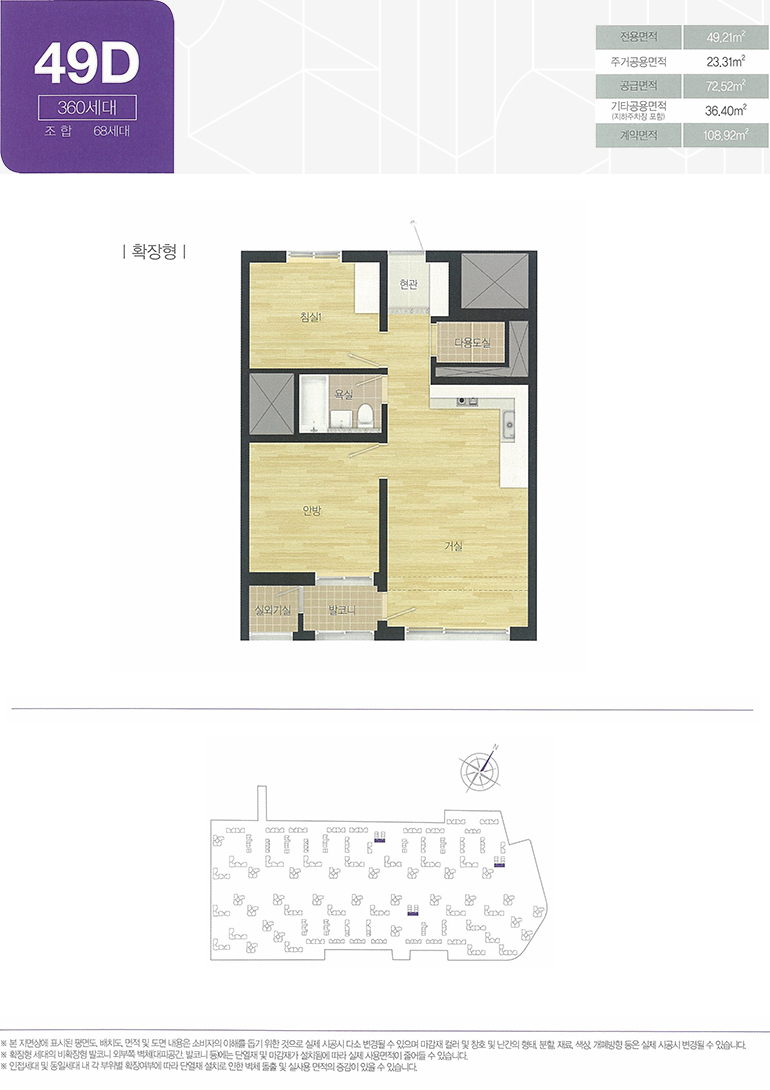 49D
360세대
조 합 68세대
전용면적 49.21m²
주거공용면적 23.31m²
공급면적 72.52m²
기타공용면적 36.40m²
(지하주차장 포함)
계약면적 108.92m²
| 확장형 |
현관
침실1
다용도실
욕실
안방
거실
실외기실
발코니
N
※ 본 지면상에 표시된 평면도, 배치도, 면적 및 도면 내용은 소비자의 이해를 돕기 위한 것으로 실제 시공시 다소 변경될 수 있으며 마감재 컬러 및 창호 및 난간의 형태, 분할, 재료, 색상, 개폐방향 등은 실제 시공시 변경될 수 있습니다.
※ 확장형 세대의 비확장형 발코니 외부쪽 벽체(대피공간, 발코니 등)에는 단열재 및 마감재가 설치됨에 따라 실제 사용면적이 줄어들 수 있습니다.
※ 인접세대 및 동일세대 내 각 부위별 확장여부에 따라 단열재 설치로 인한 벽체 돌출 및 실사용 면적의 증감이 있을 수 있습니다.